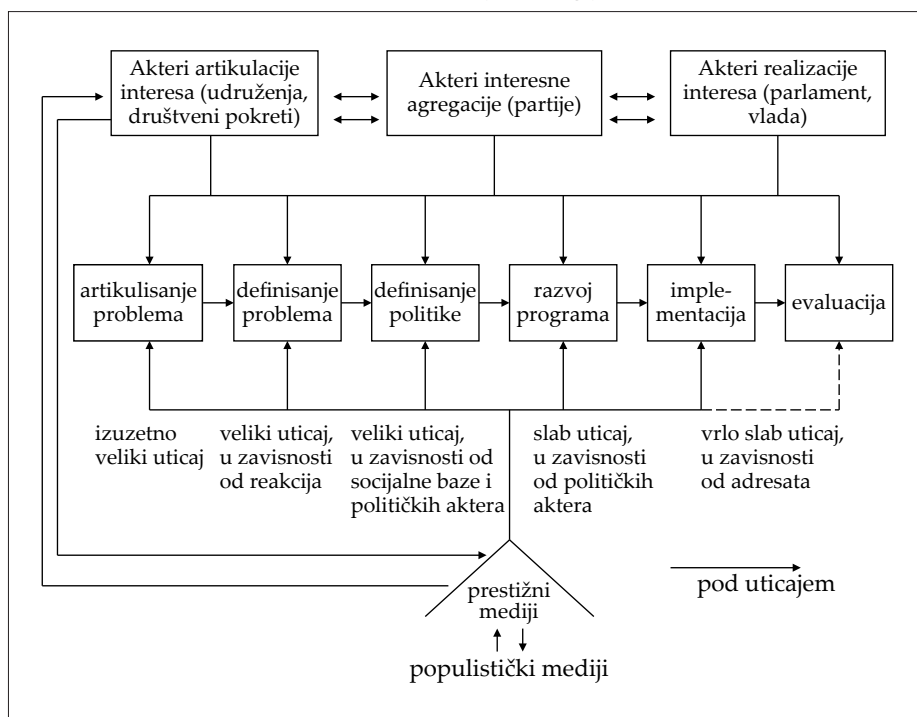 Akteri artikulacije
interesa (udruženja,
društveni pokreti)
Akteri interesne
agregacije (partije)
Akteri realizacije
interesa (parlament,
vlada)
artikulisanje
problema
definisanje
problema
definisanje
politike
razvoj
programa
imple-
mentacija
evaluacija
izuzetno
veliki uticaj
veliki uticaj,
u zavisnosti
od reakcija
veliki uticaj,
u zavisnosti od
socijalne baze i
političkih aktera
slab uticaj,
u zavisnosti
od političkih
aktera
vrlo slab uticaj,
u zavisnosti
od adresata
prestižni
mediji
populistički mediji
pod uticajem